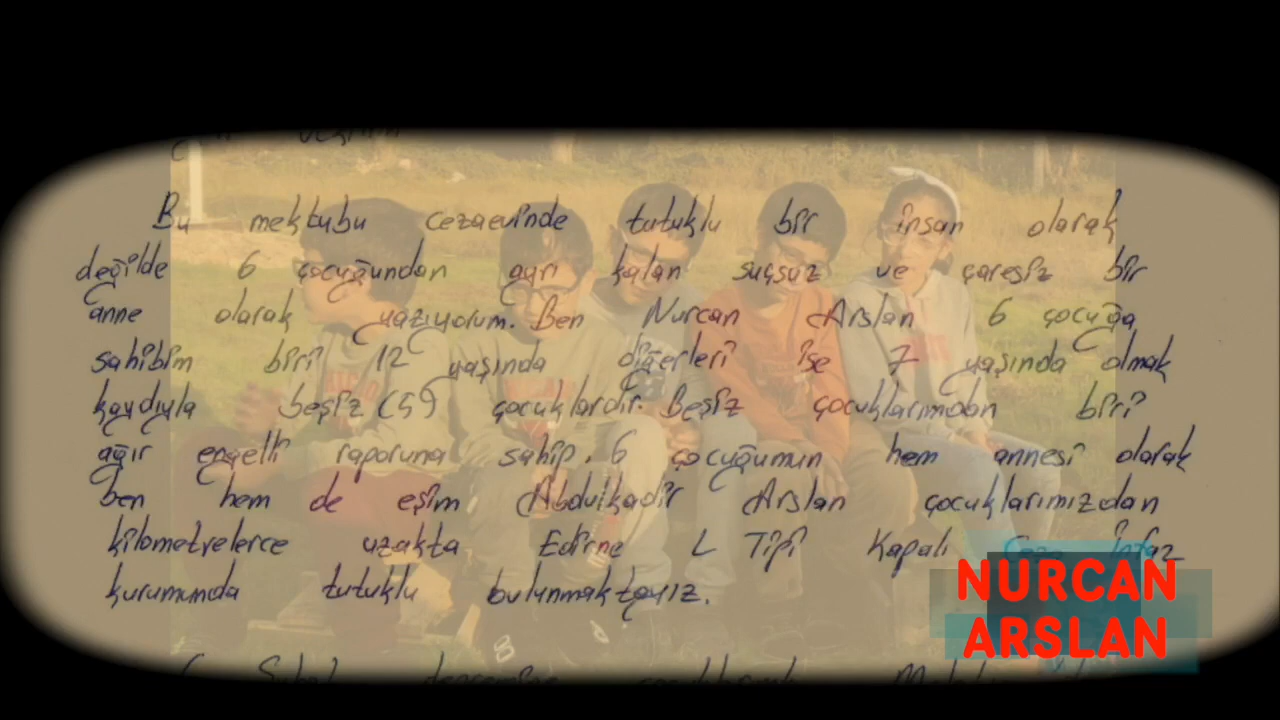 Bu mektubu cezaevinde tutuklu bir insan olarak
değilde 6 çocuğundan ayrı kalan suçsuz ve çaresiz bir
anne olarak yazıyorum. Ben Nurcan Arslan 6 çocuğa
sahibim biri 12 yaşında diğerleri ise 7 yaşında olmak
kaydıyla beşiz (5) çocuklardır. Beşiz çocuklarımdan biri
ağır engelli raporuna sahip. 6 çocuğumun hem annesi olarak
ben hem de eşim Abdulkadir Arslan çocuklarımızdan
kilometrelerce uzakta Edirne L Tipi Kapalı Ceza İnfaz
kurumunda tutuklu bulunmaktayız.
NURCAN
ARSLAN